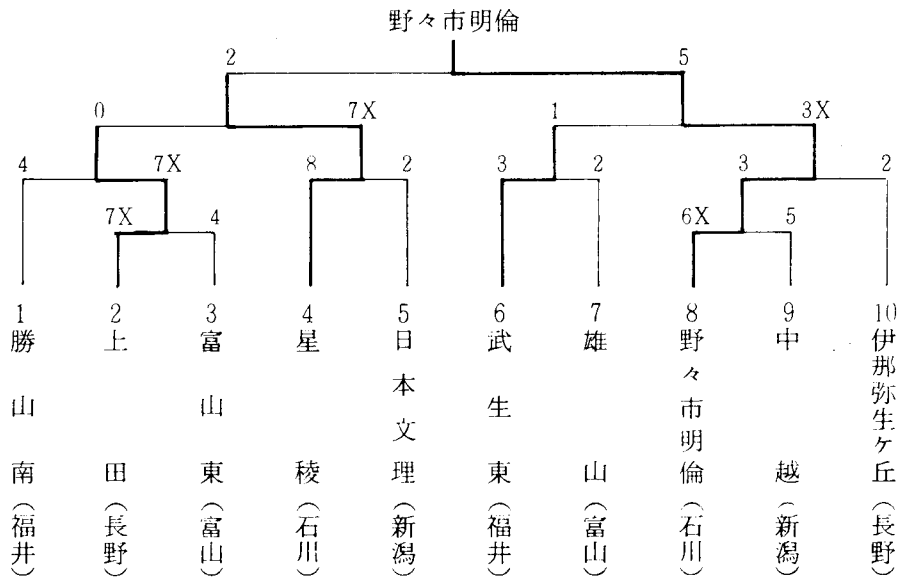 野々市明倫
2 5
0 7X 1 3X
4 7X 8 2 3 2 3 2
7X 4 6X 5
1 2 3 4 5 6 7 8 9 10
勝山南（福井）
上田（長野）
富山東（富山）
星稜（石川）
日本文理（新潟）
武生東（福井）
雄山（富山）
野々市明倫（石川）
中越（新潟）
伊那弥生ケ丘（長野）